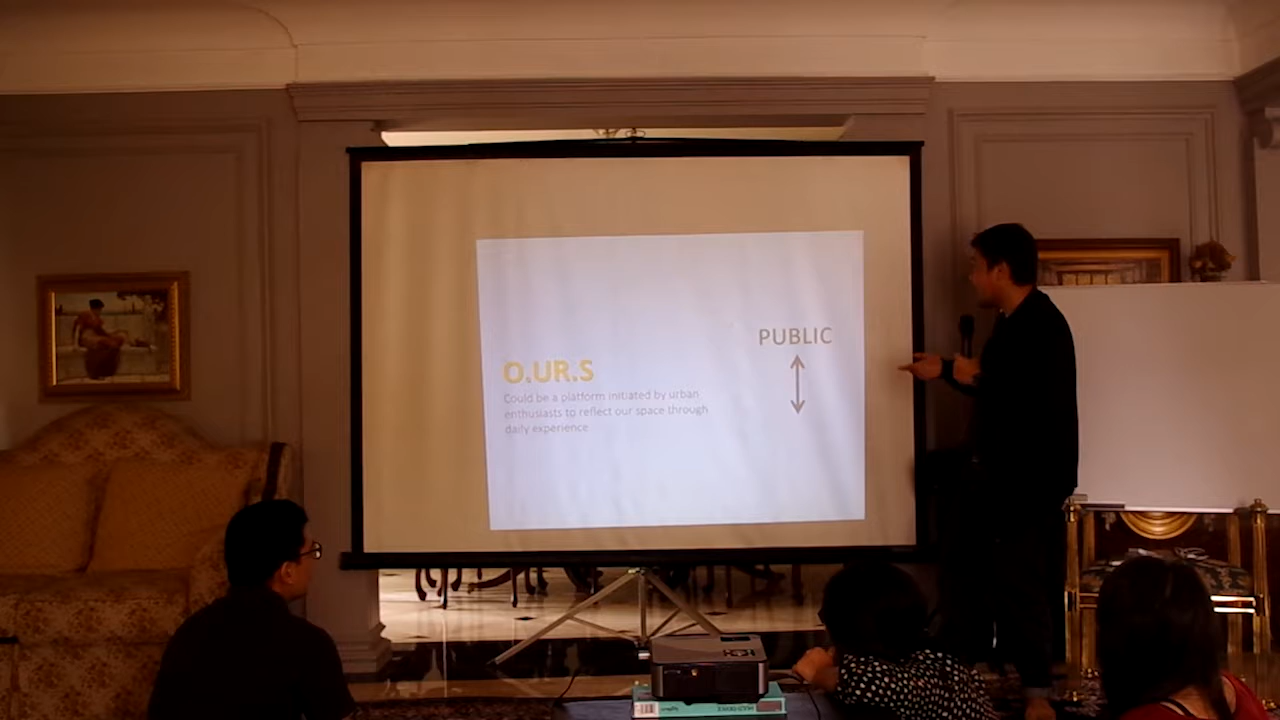 PUBLIC
O.UR.S
Could be a platform initiated by urban
enthusiasts to reflect our space through
daily experience